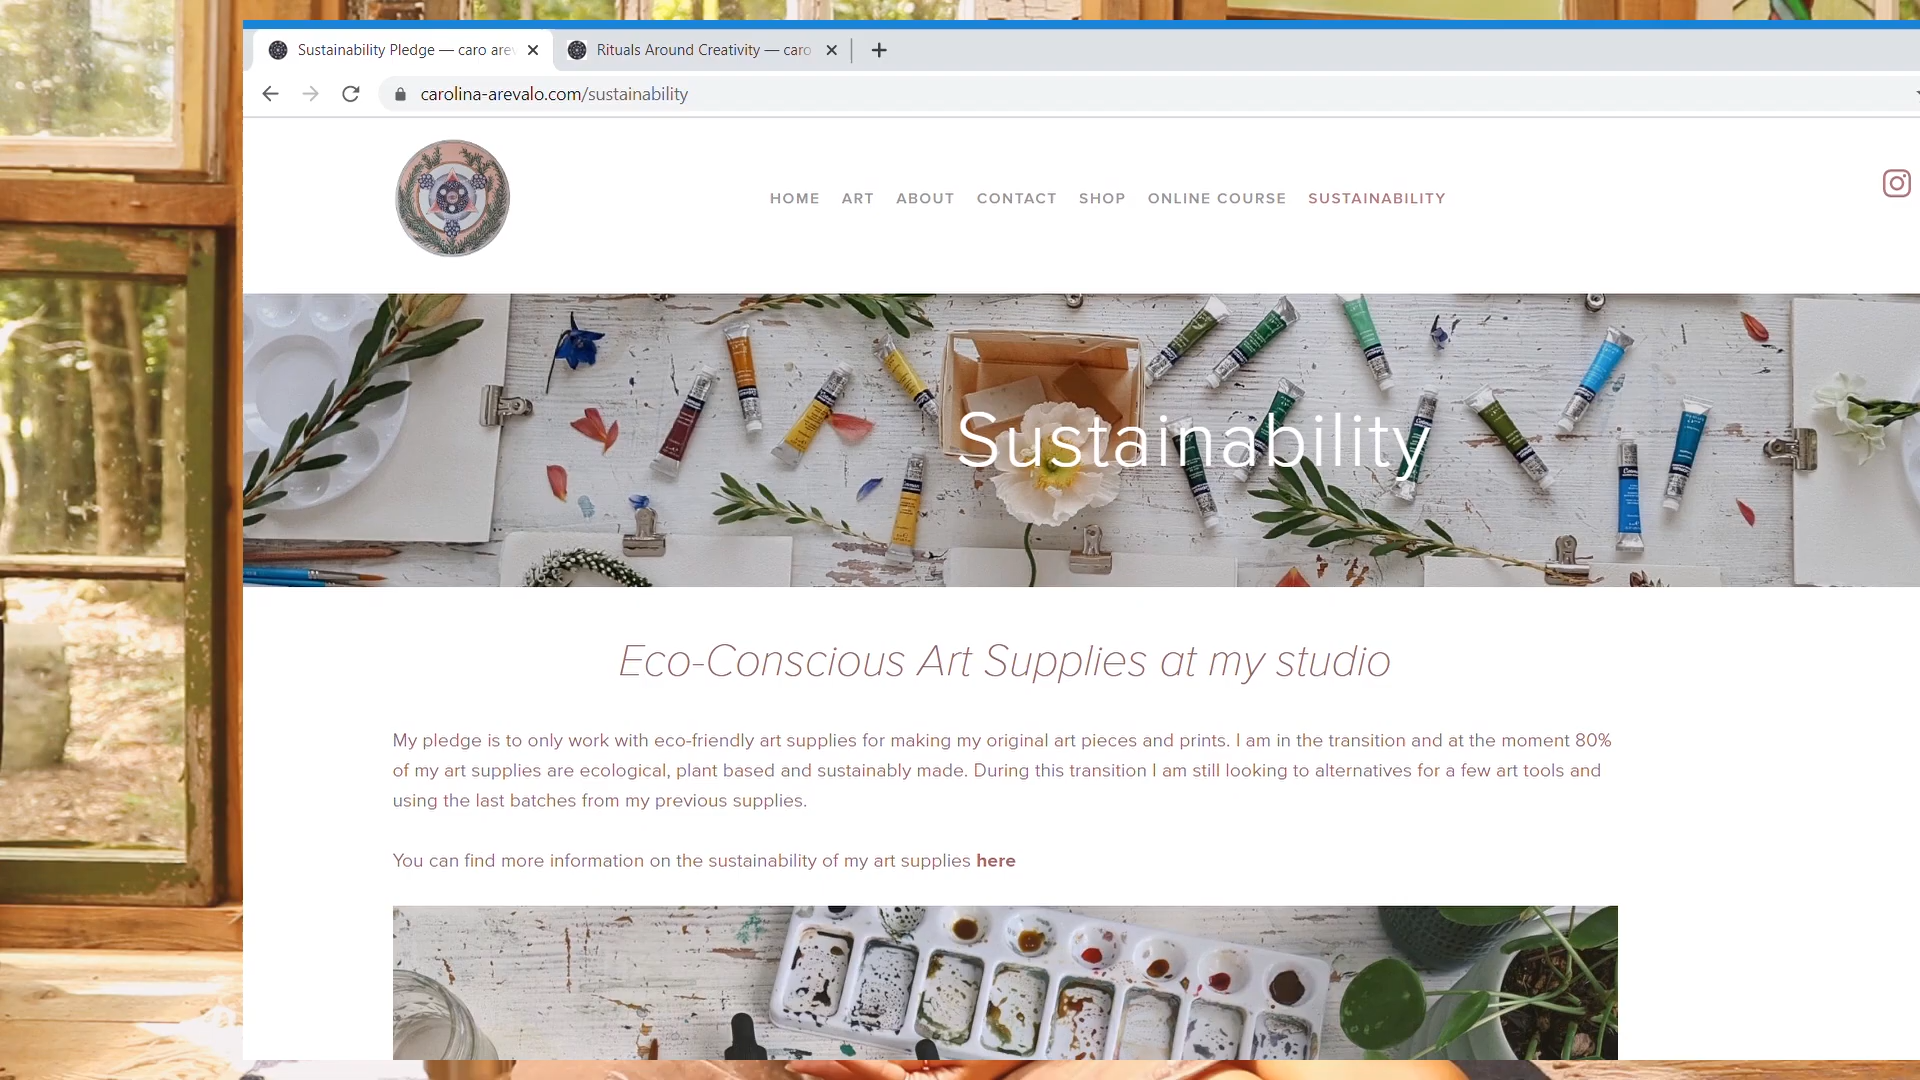 Sustainability Pledge — caro are
Rituals Around Creativity — caro
carolina-arevalo.com/sustainability
HOME ART ABOUT CONTACT SHOP ONLINE COURSE SUSTAINABILITY
Sustainability
Eco-Conscious Art Supplies at my studio
My pledge is to only work with eco-friendly art supplies for making my original art pieces and prints. I am in the transition and at the moment 80%
of my art supplies are ecological, plant based and sustainably made. During this transition I am still looking to alternatives for a few art tools and
using the last batches from my previous supplies.
You can find more information on the sustainability of my art supplies here